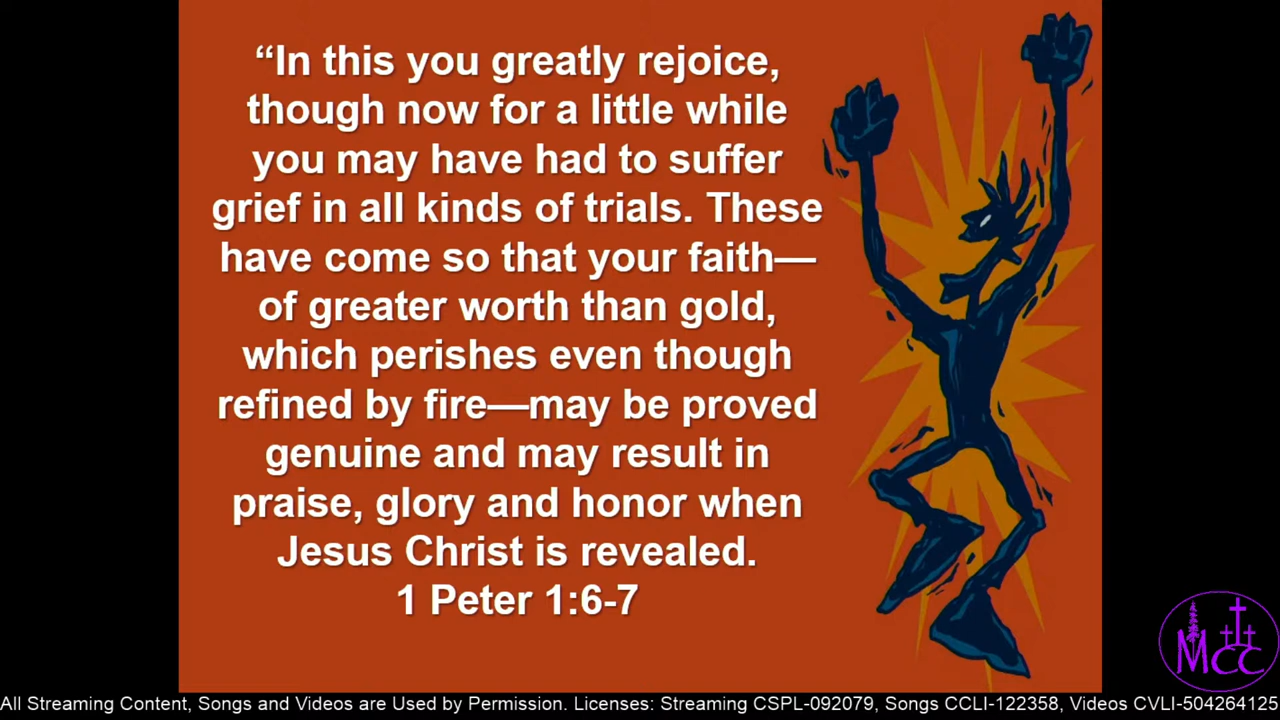 “In this you greatly rejoice,
though now for a little while
you may have had to suffer
grief in all kinds of trials. These
have come so that your faith—
of greater worth than gold,
which perishes even though
refined by fire—may be proved
genuine and may result in
praise, glory and honor when
Jesus Christ is revealed.
1 Peter 1:6-7
MCC
All Streaming Content, Songs and Videos are Used by Permission. Licenses: Streaming CSPL-092079, Songs CCLI-122358, Videos CVLI-504264125